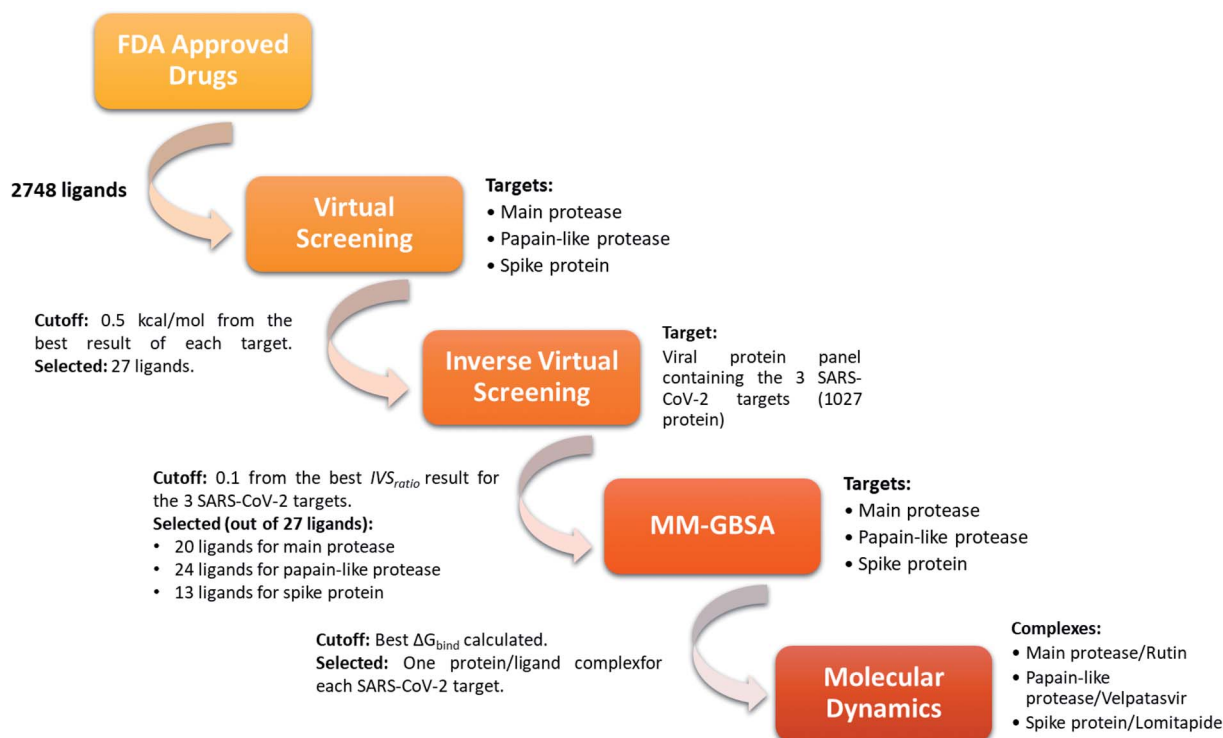 FDA Approved
Drugs
2748 ligands
Virtual
Screening
Targets:
• Main protease
• Papain-like protease
• Spike protein
Cutoff: 0.5 kcal/mol from the
best result of each target.
Selected: 27 ligands.
Inverse Virtual
Screening
Target:
Viral protein panel
containing the 3 SARS-
CoV-2 targets (1027
protein)
Cutoff: 0.1 from the best IVSratio result for
the 3 SARS-CoV-2 targets.
Selected (out of 27 ligands):
• 20 ligands for main protease
• 24 ligands for papain-like protease
• 13 ligands for spike protein
MM-GBSA
Targets:
• Main protease
• Papain-like protease
• Spike protein
Cutoff: Best ΔGbind calculated.
Selected: One protein/ligand complexfor
each SARS-CoV-2 target.
Molecular
Dynamics
Complexes:
• Main protease/Rutin
• Papain-like
protease/Velpatasvir
• Spike protein/Lomitapide